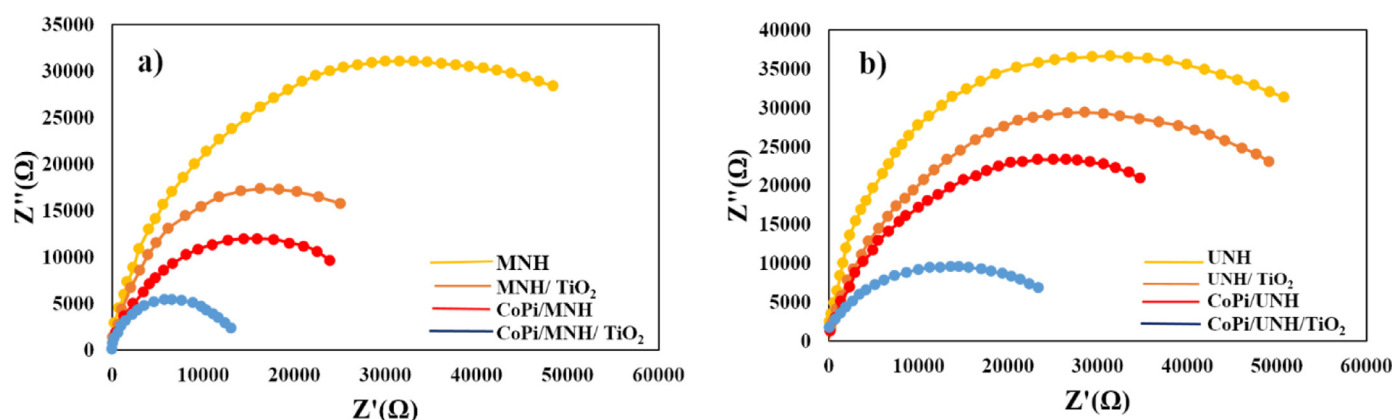 a)
Z''(Ω)
35000
30000
25000
20000
15000
10000
5000
0
0 10000 20000 30000 40000 50000 60000
Z'(Ω)
MNH
MNH/ TiO₂
CoPi/MNH
CoPi/MNH/ TiO₂
b)
Z''(Ω)
40000
35000
30000
25000
20000
15000
10000
5000
0
0 10000 20000 30000 40000 50000 60000
Z'(Ω)
UNH
UNH/ TiO₂
CoPi/UNH
CoPi/UNH/TiO₂